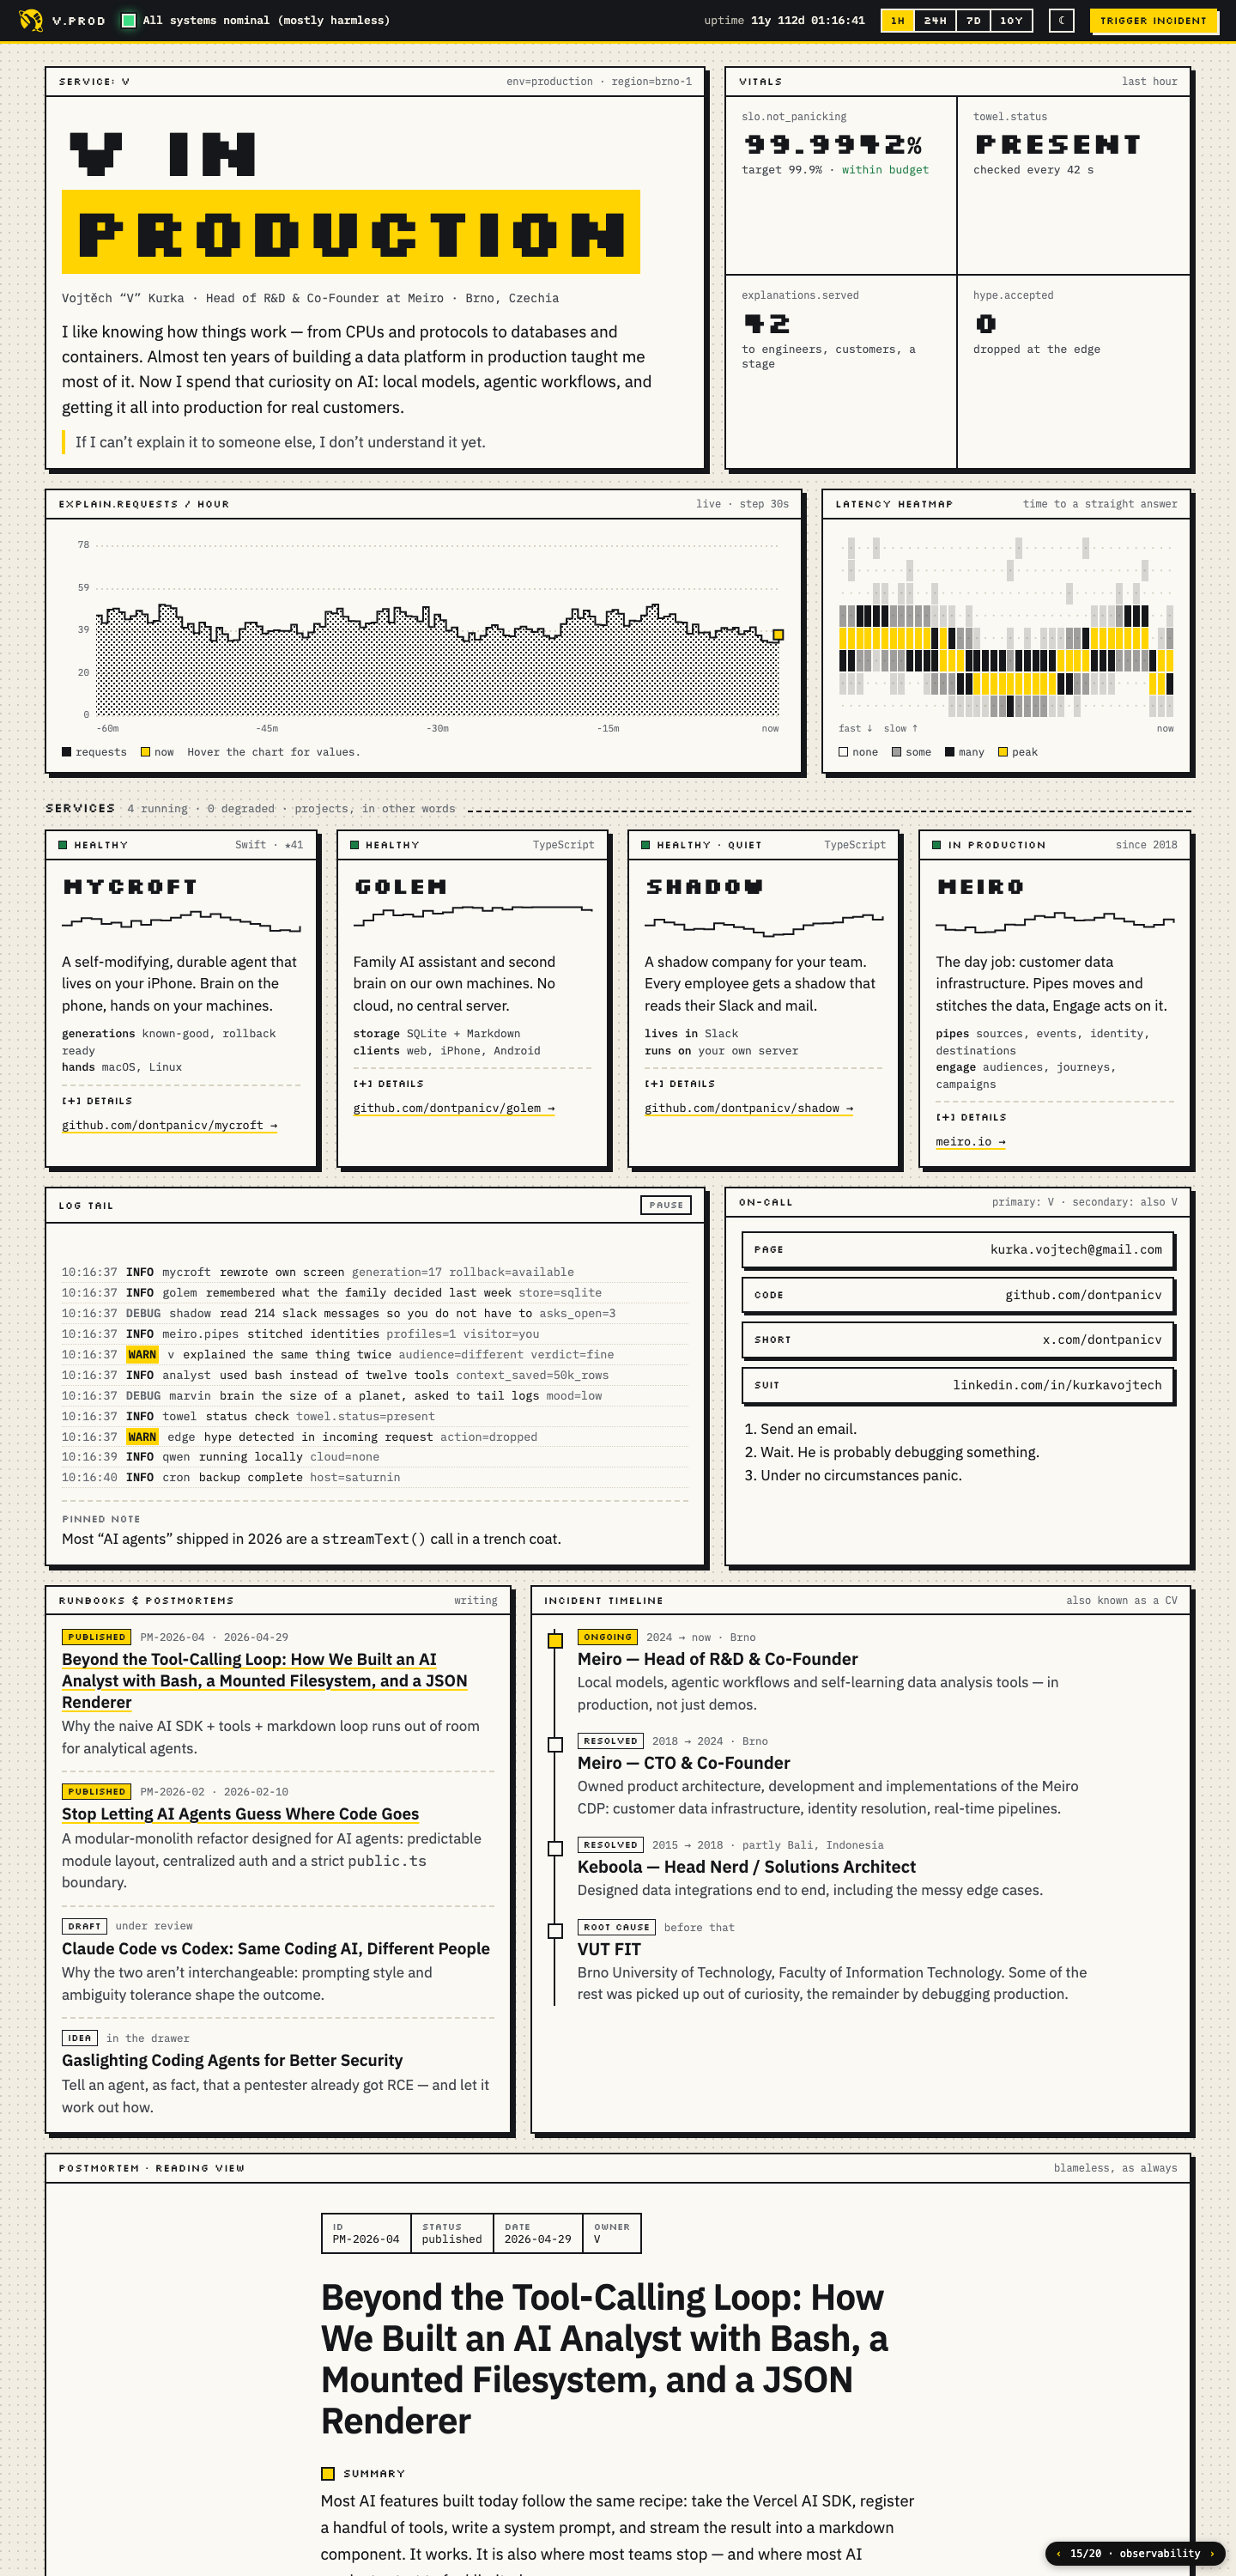 V.PROD
All systems nominal (mostly harmless)
uptime 11y 112d 01:16:41
1H 24H 7D 10Y
TRIGGER INCIDENT
SERVICE: V
env=production · region=brno-1
V IN
PRODUCTION
Vojtěch “V” Kurka · Head of R&D & Co-Founder at Meiro · Brno, Czechia
I like knowing how things work — from CPUs and protocols to databases and
containers. Almost ten years of building a data platform in production taught me
most of it. Now I spend that curiosity on AI: local models, agentic workflows, and
getting it all into production for real customers.
If I can’t explain it to someone else, I don’t understand it yet.
VITALS
last hour
slo.not_panicking
99.9942%
target 99.9% · within budget
towel.status
PRESENT
checked every 42 s
explanations.served
42
to engineers, customers, a
stage
hype.accepted
0
dropped at the edge
EXPLAIN.REQUESTS / HOUR
live · step 30s
78
59
39
20
0
-60m -45m -30m -15m now
requests now Hover the chart for values.
LATENCY HEATMAP
time to a straight answer
fast ↓ slow ↑ now
none some many peak
SERVICES 4 running · 0 degraded · projects, in other words
HEALTHY
Swift · ★41
MYCROFT
A self-modifying, durable agent that
lives on your iPhone. Brain on the
phone, hands on your machines.
generations known-good, rollback
ready
hands macOS, Linux
[+] DETAILS
github.com/dontpanicv/mycroft →
HEALTHY
TypeScript
GOLEM
Family AI assistant and second
brain on our own machines. No
cloud, no central server.
storage SQLite + Markdown
clients web, iPhone, Android
[+] DETAILS
github.com/dontpanicv/golem →
HEALTHY · QUIET
TypeScript
SHADOW
A shadow company for your team.
Every employee gets a shadow that
reads their Slack and mail.
lives in Slack
runs on your own server
[+] DETAILS
github.com/dontpanicv/shadow →
IN PRODUCTION
since 2018
MEIRO
The day job: customer data
infrastructure. Pipes moves and
stitches the data, Engage acts on it.
pipes sources, events, identity,
destinations
engage audiences, journeys,
campaigns
[+] DETAILS
meiro.io →
LOG TAIL
PAUSE
10:16:37 INFO mycroft rewrote own screen generation=17 rollback=available
10:16:37 INFO golem remembered what the family decided last week store=sqlite
10:16:37 DEBUG shadow read 214 slack messages so you do not have to asks_open=3
10:16:37 INFO meiro.pipes stitched identities profiles=1 visitor=you
10:16:37 WARN v explained the same thing twice audience=different verdict=fine
10:16:37 INFO analyst used bash instead of twelve tools context_saved=50k_rows
10:16:37 DEBUG marvin brain the size of a planet, asked to tail logs mood=low
10:16:37 INFO towel status check towel.status=present
10:16:37 WARN edge hype detected in incoming request action=dropped
10:16:39 INFO qwen running locally cloud=none
10:16:40 INFO cron backup complete host=saturnin
PINNED NOTE
Most “AI agents” shipped in 2026 are a streamText() call in a trench coat.
ON-CALL
primary: V · secondary: also V
PAGE kurka.vojtech@gmail.com
CODE github.com/dontpanicv
SHORT x.com/dontpanicv
SUIT linkedin.com/in/kurkavojtech
1. Send an email.
2. Wait. He is probably debugging something.
3. Under no circumstances panic.
RUNBOOKS & POSTMORTEMS
writing
PUBLISHED PM-2026-04 · 2026-04-29
Beyond the Tool-Calling Loop: How We Built an AI
Analyst with Bash, a Mounted Filesystem, and a JSON
Renderer
Why the naive AI SDK + tools + markdown loop runs out of room
for analytical agents.
PUBLISHED PM-2026-02 · 2026-02-10
Stop Letting AI Agents Guess Where Code Goes
A modular-monolith refactor designed for AI agents: predictable
module layout, centralized auth and a strict public.ts
boundary.
DRAFT under review
Claude Code vs Codex: Same Coding AI, Different People
Why the two aren’t interchangeable: prompting style and
ambiguity tolerance shape the outcome.
IDEA in the drawer
Gaslighting Coding Agents for Better Security
Tell an agent, as fact, that a pentester already got RCE — and let it
work out how.
INCIDENT TIMELINE
also known as a CV
ONGOING 2024 → now · Brno
Meiro — Head of R&D & Co-Founder
Local models, agentic workflows and self-learning data analysis tools — in
production, not just demos.
RESOLVED 2018 → 2024 · Brno
Meiro — CTO & Co-Founder
Owned product architecture, development and implementations of the Meiro
CDP: customer data infrastructure, identity resolution, real-time pipelines.
RESOLVED 2015 → 2018 · partly Bali, Indonesia
Keboola — Head Nerd / Solutions Architect
Designed data integrations end to end, including the messy edge cases.
ROOT CAUSE before that
VUT FIT
Brno University of Technology, Faculty of Information Technology. Some of the
rest was picked up out of curiosity, the remainder by debugging production.
POSTMORTEM · READING VIEW
blameless, as always
ID STATUS DATE OWNER
PM-2026-04 published 2026-04-29 V
Beyond the Tool-Calling Loop: How
We Built an AI Analyst with Bash, a
Mounted Filesystem, and a JSON
Renderer
SUMMARY
Most AI features built today follow the same recipe: take the Vercel AI SDK, register
a handful of tools, write a system prompt, and stream the result into a markdown
component. It works. It is also where most teams stop — and where most AI
‹ 15/20 · observability ›